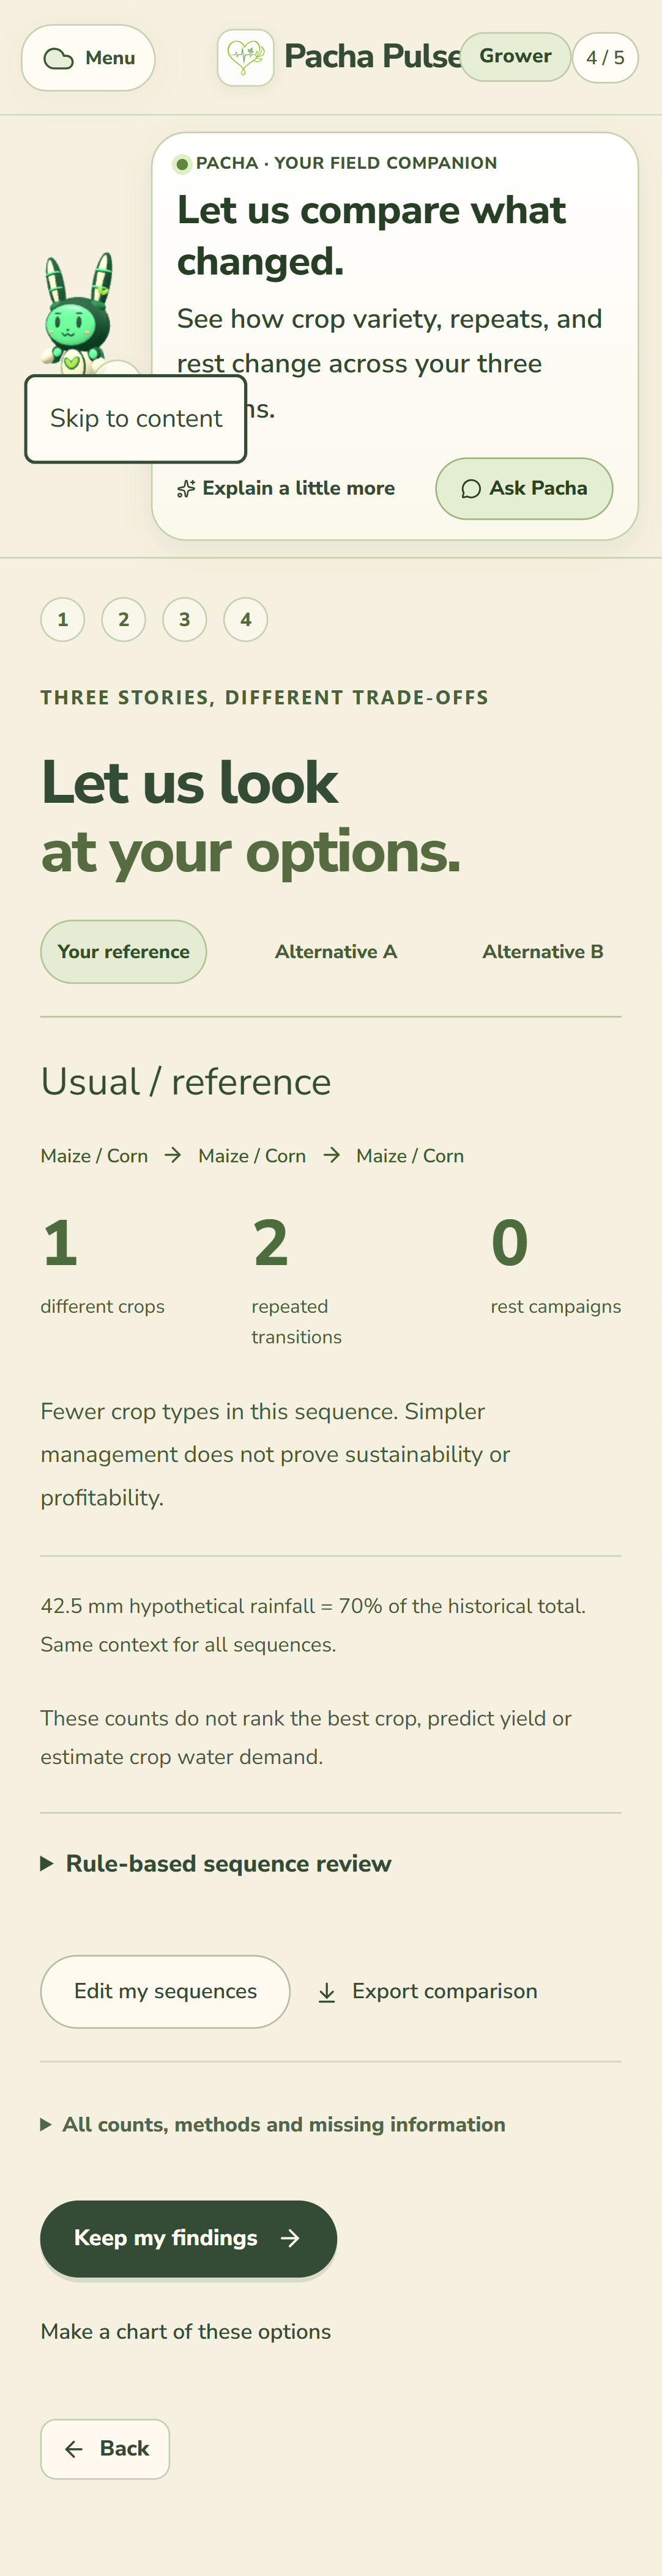 Menu
Pacha Pulse
Grower
4 / 5
PACHA · YOUR FIELD COMPANION
Let us compare what
changed.
See how crop variety, repeats, and
rest change across your three
ns.
Skip to content
Explain a little more
Ask Pacha
1
2
3
4
THREE STORIES, DIFFERENT TRADE-OFFS
Let us look
at your options.
Your reference
Alternative A
Alternative B
Usual / reference
Maize / Corn → Maize / Corn → Maize / Corn
1
different crops
2
repeated
transitions
0
rest campaigns
Fewer crop types in this sequence. Simpler
management does not prove sustainability or
profitability.
42.5 mm hypothetical rainfall = 70% of the historical total.
Same context for all sequences.
These counts do not rank the best crop, predict yield or
estimate crop water demand.
Rule-based sequence review
Edit my sequences
Export comparison
All counts, methods and missing information
Keep my findings
Make a chart of these options
Back